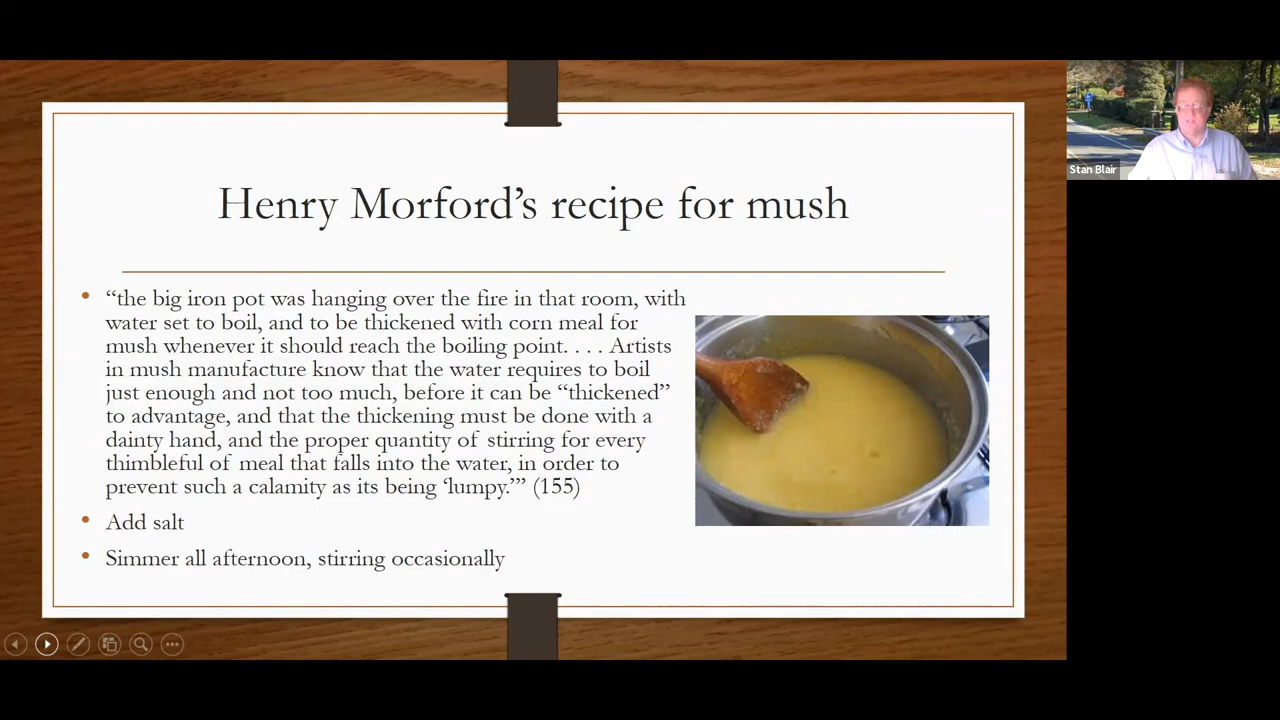 Henry Morford’s recipe for mush
• “the big iron pot was hanging over the fire in that room, with
water set to boil, and to be thickened with corn meal for
mush whenever it should reach the boiling point. . . . Artists
in mush manufacture know that the water requires to boil
just enough and not too much, before it can be “thickened”
to advantage, and that the thickening must be done with a
dainty hand, and the proper quantity of stirring for every
thimbleful of meal that falls into the water, in order to
prevent such a calamity as its being ‘lumpy.’” (155)
• Add salt
• Simmer all afternoon, stirring occasionally
Stan Blair